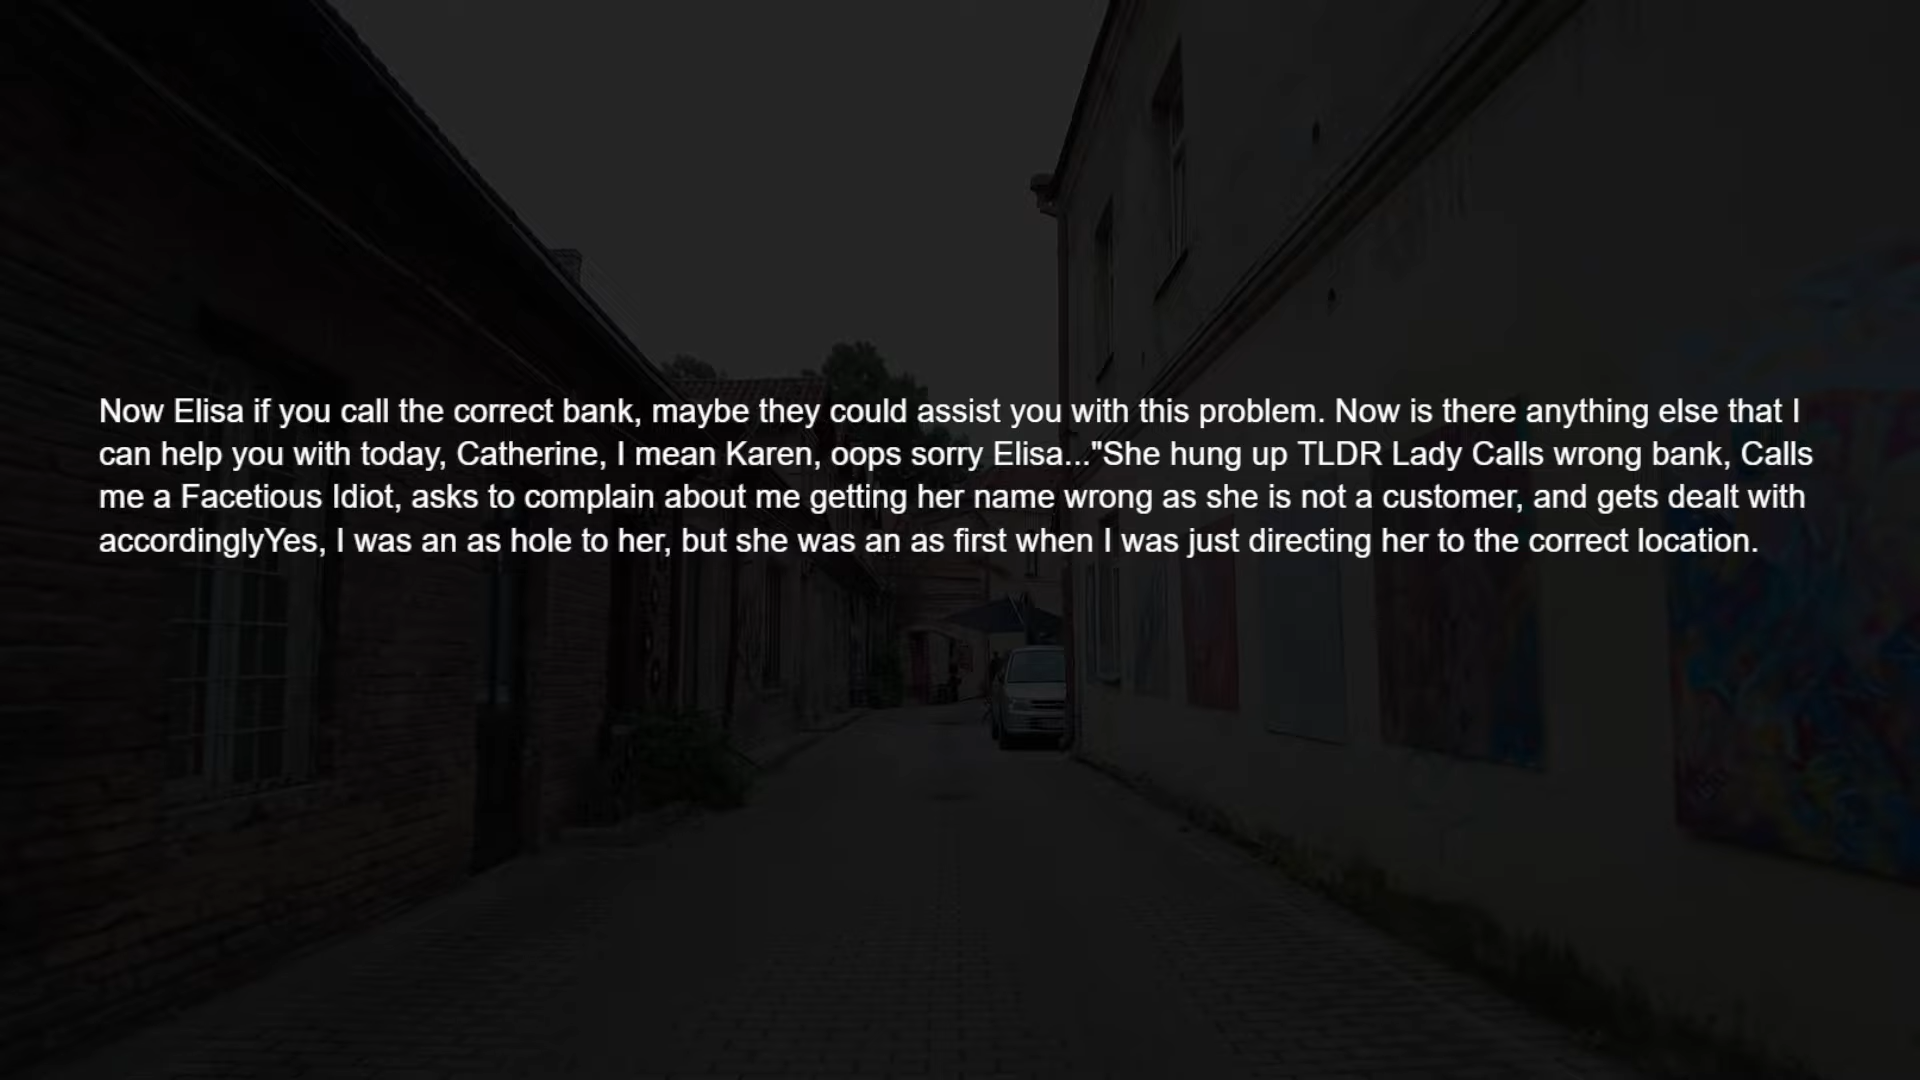 Now Elisa if you call the correct bank, maybe they could assist you with this problem. Now is there anything else that I
can help you with today, Catherine, I mean Karen, oops sorry Elisa..."She hung up TLDR Lady Calls wrong bank, Calls
me a Facetious Idiot, asks to complain about me getting her name wrong as she is not a customer, and gets dealt with
accordinglyYes, I was an as hole to her, but she was an as first when I was just directing her to the correct location.